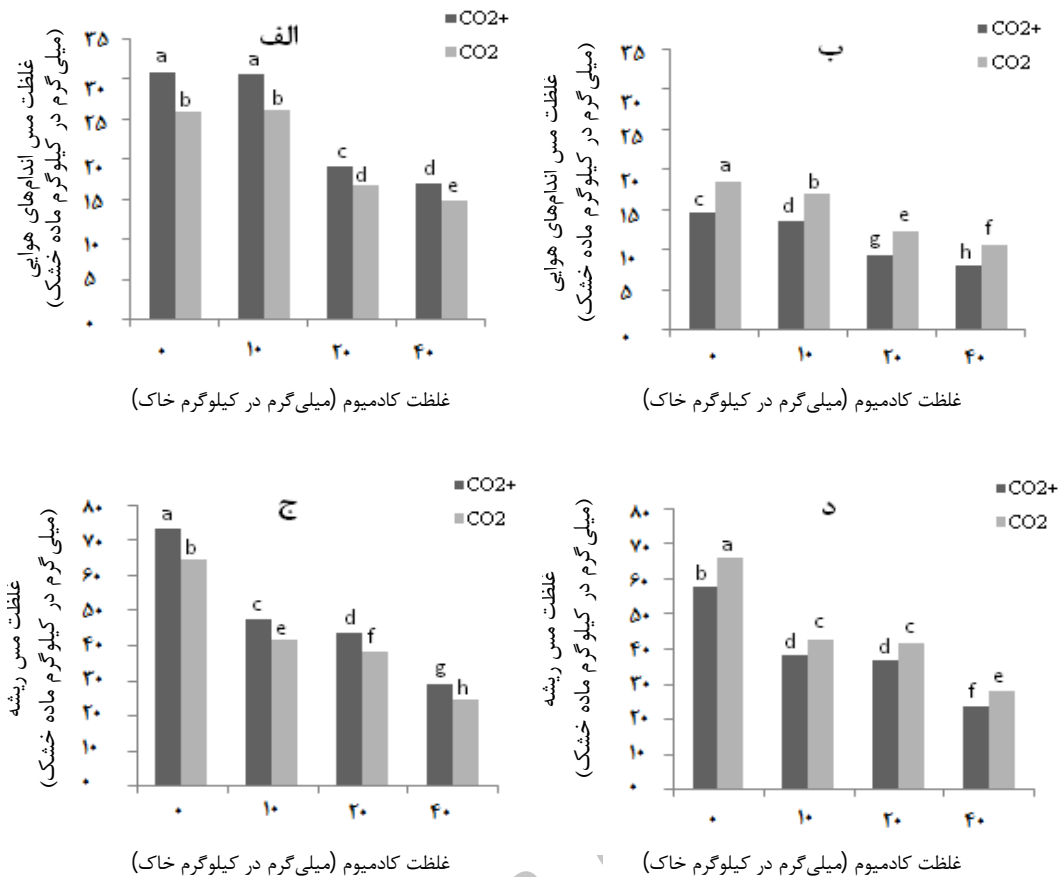 الف
■CO2+
■CO2
غلظت مس اندام‌های هوایی
(میلی‌گرم در کیلوگرم ماده خشک)
۳۵
۳۰
۲۵
۲۰
۱۵
۱۰
۵
۰
a
b
a
b
c
d
d
e
۰ ۱۰ ۲۰ ۴۰
غلظت کادمیوم (میلی‌گرم در کیلوگرم خاک)
ب
■CO2+
■CO2
غلظت مس اندام‌های هوایی
(میلی‌گرم در کیلوگرم ماده خشک)
۳۵
۳۰
۲۵
۲۰
۱۵
۱۰
۵
۰
c
a
d
b
g
e
h
f
۰ ۱۰ ۲۰ ۴۰
غلظت کادمیوم (میلی‌گرم در کیلوگرم خاک)
ج
■CO2+
■CO2
غلظت مس ریشه
(میلی گرم در کیلوگرم ماده خشک)
۸۰
۷۰
۶۰
۵۰
۴۰
۳۰
۲۰
۱۰
۰
a
b
c
e
d
f
g
h
۰ ۱۰ ۲۰ ۴۰
غلظت کادمیوم (میلی‌گرم در کیلوگرم خاک)
د
■CO2+
■CO2
غلظت مس ریشه
(میلی‌گرم در کیلوگرم ماده خشک)
۸۰
۷۰
۶۰
۵۰
۴۰
۳۰
۲۰
۱۰
۰
b
a
d
c
d
c
f
e
۰ ۱۰ ۲۰ ۴۰
غلظت کادمیوم (میلی‌گرم در کیلوگرم خاک)